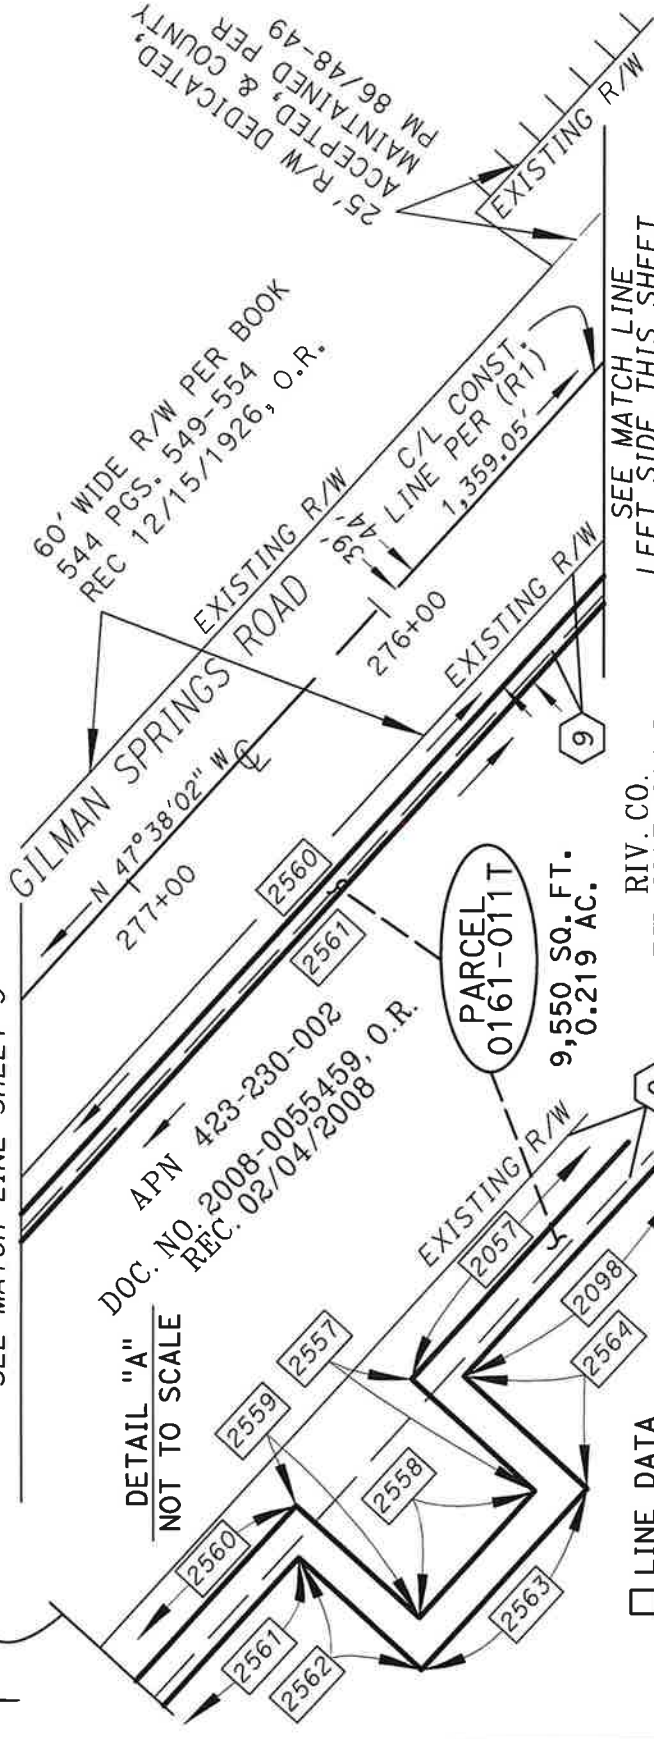 25' R/W DEDICATED,
ACCEPTED, & COUNTY
MAINTAINED PER
PM 86/48-49
EXISTING R/W
60' WIDE R/W PER BOOK
544 PGS. 549-554
REC 12/15/1926, O.R.
EXISTING R/W
GILMAN SPRINGS ROAD
N 47°38'02" W
277+00
276+00
39'
44'
C/L CONST.
LINE PER (R1)
1,359.05'
EXISTING R/W
SEE MATCH LINE
LEFT SIDE THIS SHEET
2560
2561
9
PARCEL
0161-011T
9,550 SQ. FT.
0.219 AC.
RIV. CO.
APN 423-230-002
DOC. NO. 2008-0055459, O.R.
REC. 02/04/2008
DETAIL "A"
NOT TO SCALE
EXISTING R/W
2057
2557
2559
2558
2560
2561
2562
2563
2564
2098
LINE DATA